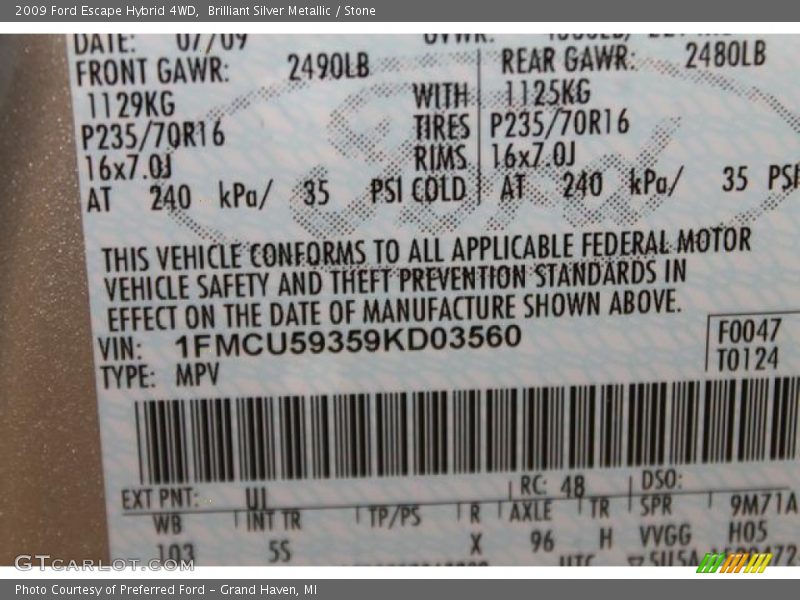 2009 Ford Escape Hybrid 4WD, Brilliant Silver Metallic / Stone
DATE: 07/09 GVWR:
FRONT GAWR: 2490LB REAR GAWR: 2480LB
1129KG WITH 1125KG
P235/70R16 TIRES P235/70R16
16x7.0J RIMS 16x7.0J
AT 240 kPa/ 35 PSI COLD AT 240 kPa/ 35 PSI
THIS VEHICLE CONFORMS TO ALL APPLICABLE FEDERAL MOTOR
VEHICLE SAFETY AND THEFT PREVENTION STANDARDS IN
EFFECT ON THE DATE OF MANUFACTURE SHOWN ABOVE.
VIN: 1FMCU59359KD03560 F0047
TYPE: MPV T0124
EXT PNT: UI RC: 48 DSO:
WB INT TR TP/PS R AXLE TR SPR 9M71A
103 5S X 96 H VVGG H05
UTC
GTCarLot.com
Photo Courtesy of Preferred Ford - Grand Haven, MI